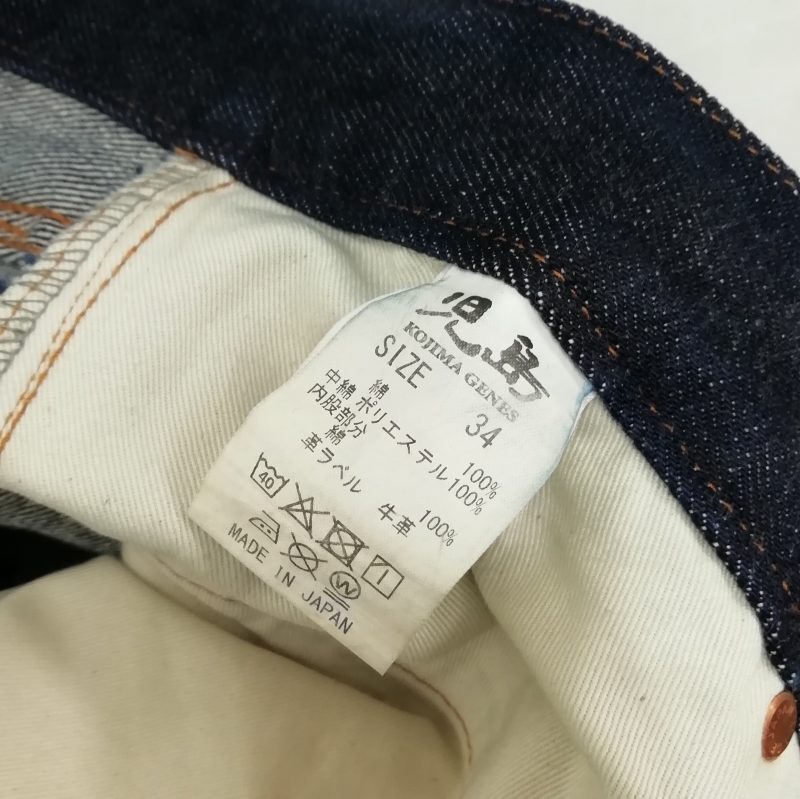 児島
KOJIMA GENES
SIZE 34
綿 100%
中綿 ポリエステル 100%
内股部分
綿 100%
革ラベル 牛革
40
W
MADE IN JAPAN